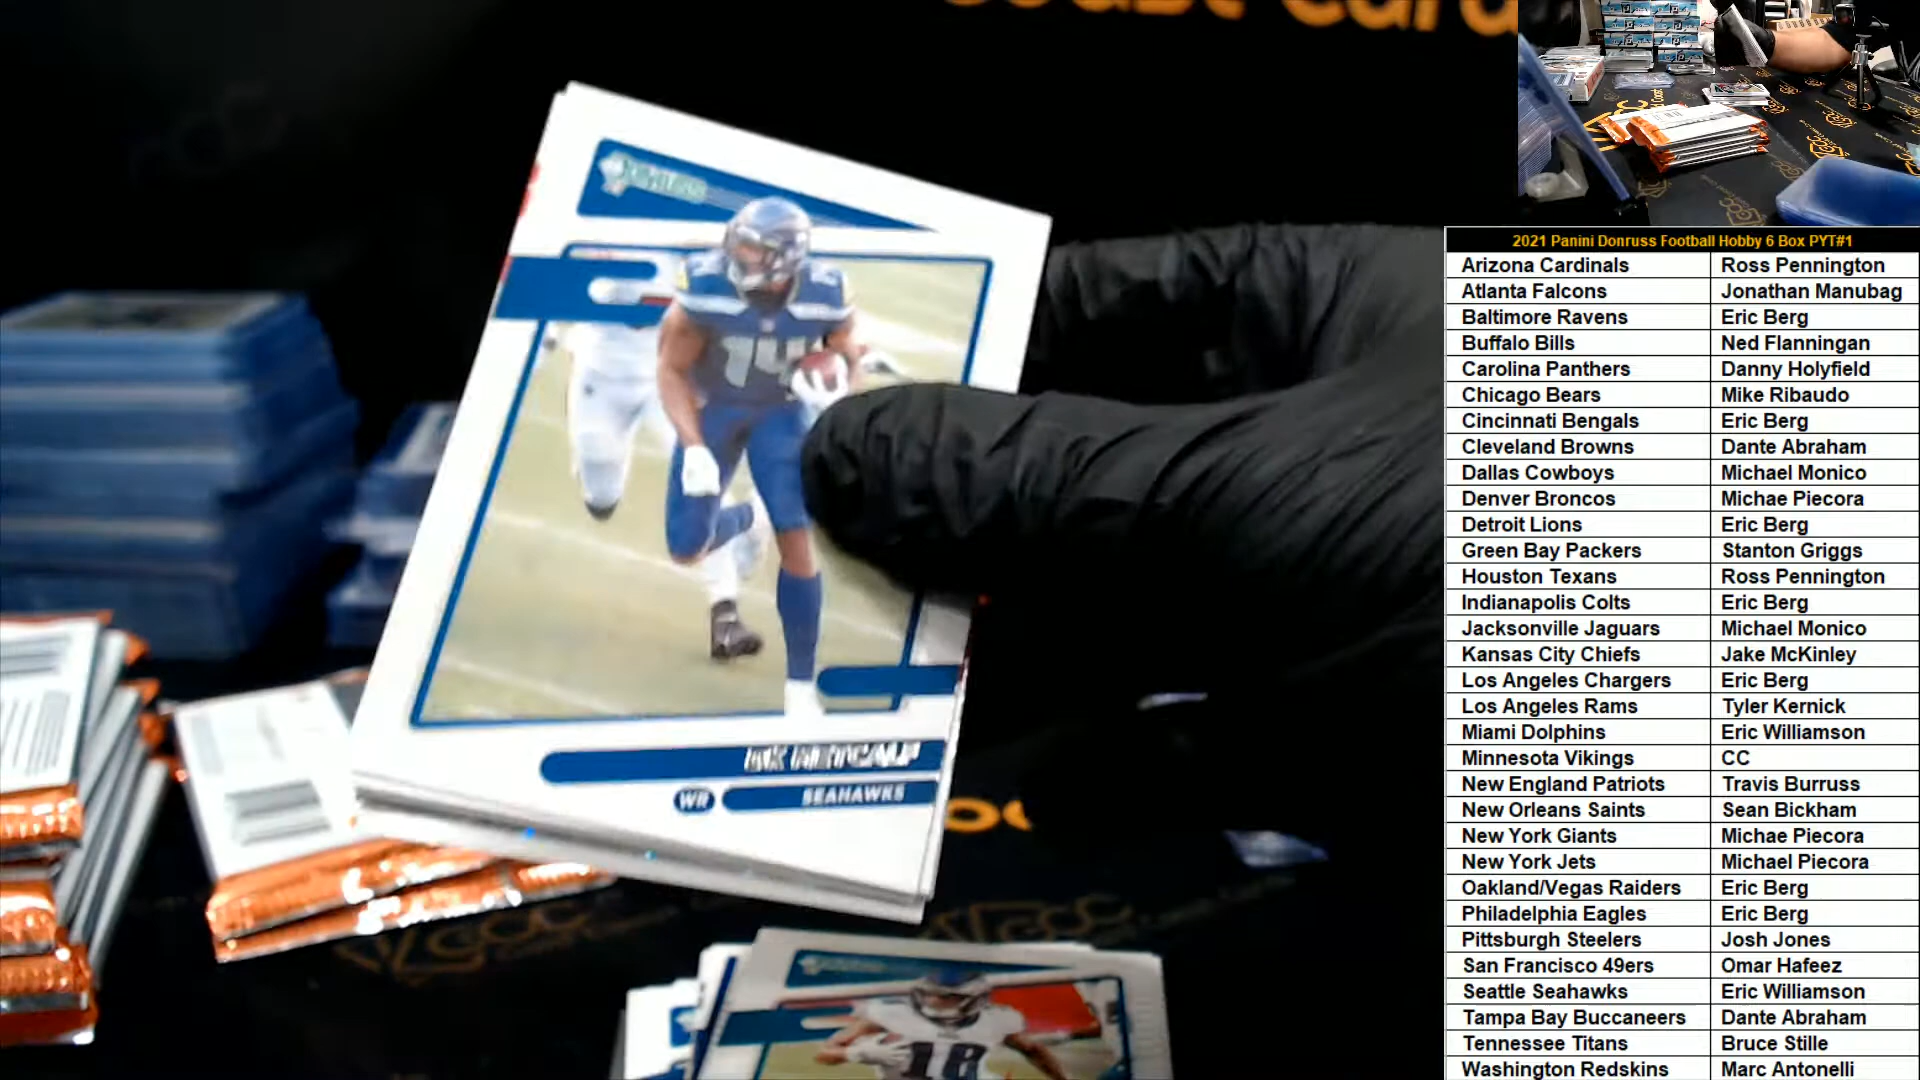 DK METCALF
WR SEAHAWKS
14
18
2021 Panini Donruss Football Hobby 6 Box PYT#1
Arizona Cardinals Ross Pennington
Atlanta Falcons Jonathan Manubag
Baltimore Ravens Eric Berg
Buffalo Bills Ned Flanningan
Carolina Panthers Danny Holyfield
Chicago Bears Mike Ribaudo
Cincinnati Bengals Eric Berg
Cleveland Browns Dante Abraham
Dallas Cowboys Michael Monico
Denver Broncos Michae Piecora
Detroit Lions Eric Berg
Green Bay Packers Stanton Griggs
Houston Texans Ross Pennington
Indianapolis Colts Eric Berg
Jacksonville Jaguars Michael Monico
Kansas City Chiefs Jake McKinley
Los Angeles Chargers Eric Berg
Los Angeles Rams Tyler Kernick
Miami Dolphins Eric Williamson
Minnesota Vikings CC
New England Patriots Travis Burruss
New Orleans Saints Sean Bickham
New York Giants Michae Piecora
New York Jets Michael Piecora
Oakland/Vegas Raiders Eric Berg
Philadelphia Eagles Eric Berg
Pittsburgh Steelers Josh Jones
San Francisco 49ers Omar Hafeez
Seattle Seahawks Eric Williamson
Tampa Bay Buccaneers Dante Abraham
Tennessee Titans Bruce Stille
Washington Redskins Marc Antonelli